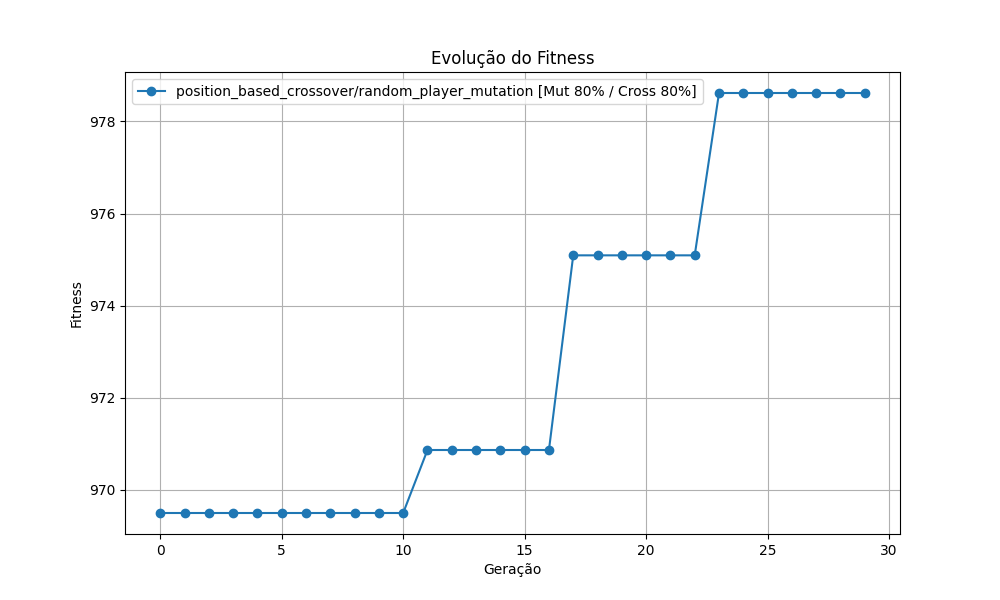 Evolução do Fitness
position_based_crossover/random_player_mutation [Mut 80% / Cross 80%]
978
976
974
972
970
Fitness
0 5 10 15 20 25 30
Geração